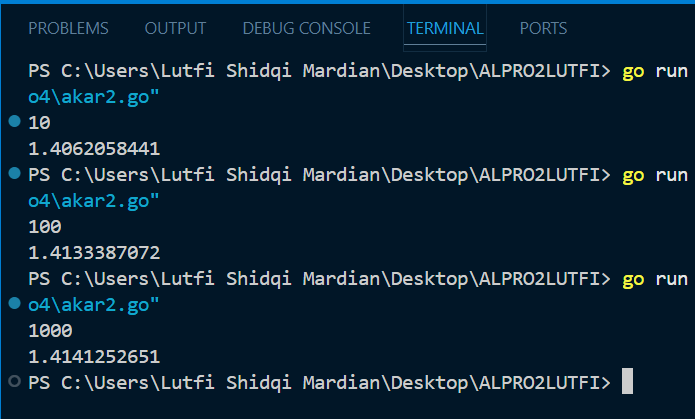 PROBLEMS OUTPUT DEBUG CONSOLE TERMINAL PORTS
PS C:\Users\Lutfi Shidqi Mardian\Desktop\ALPRO2LUTFI> go run
o4\akar2.go"
10
1.4062058441
PS C:\Users\Lutfi Shidqi Mardian\Desktop\ALPRO2LUTFI> go run
o4\akar2.go"
100
1.4133387072
PS C:\Users\Lutfi Shidqi Mardian\Desktop\ALPRO2LUTFI> go run
o4\akar2.go"
1000
1.4141252651
PS C:\Users\Lutfi Shidqi Mardian\Desktop\ALPRO2LUTFI>